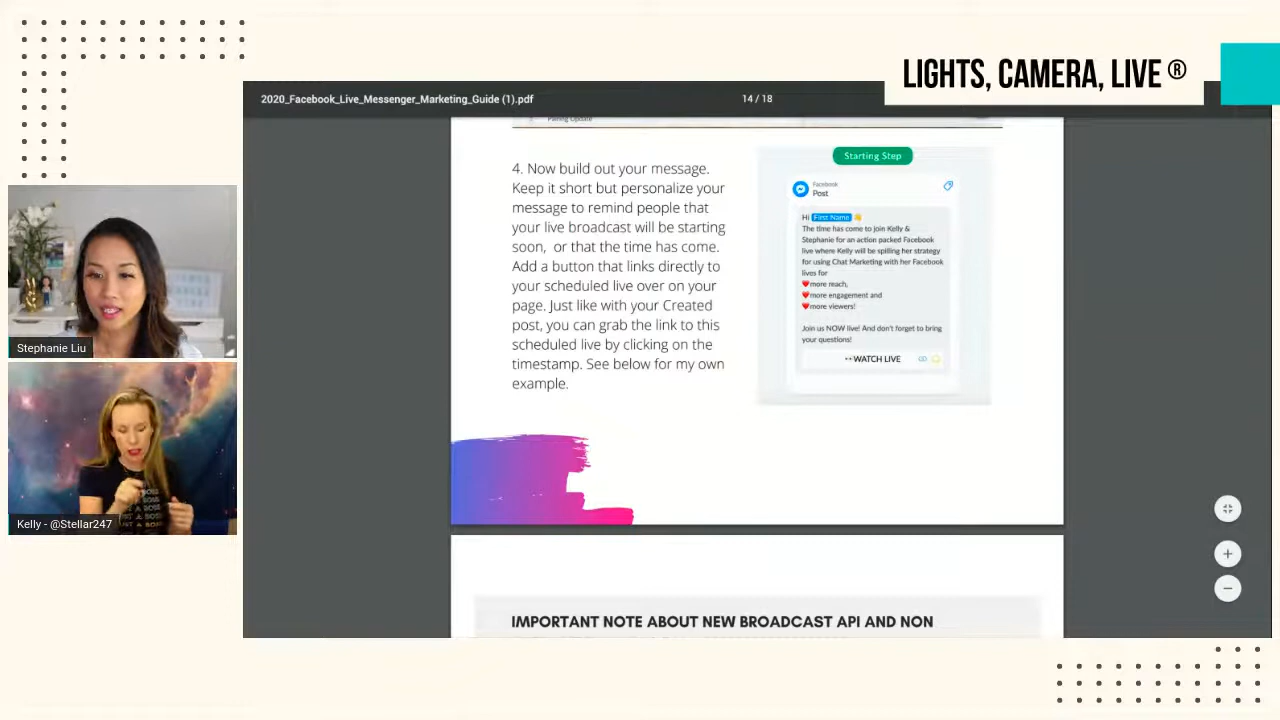 LIGHTS, CAMERA, LIVE ®
2020_Facebook_Live_Messenger_Marketing_Guide (1).pdf
14 / 18
Pairing Update
4. Now build out your message.
Keep it short but personalize your
message to remind people that
your live broadcast will be starting
soon, or that the time has come.
Add a button that links directly to
your scheduled live over on your
page. Just like with your Created
post, you can grab the link to this
scheduled live by clicking on the
timestamp. See below for my own
example.
Starting Step
Facebook
Post
Hi First Name 👋
The time has come to join Kelly &
Stephanie for an action packed Facebook
live where Kelly will be spilling her strategy
for using Chat Marketing with her Facebook
lives for
❤️more reach,
❤️more engagement and
❤️more viewers!
Join us NOW live! And don't forget to bring
your questions!
👀WATCH LIVE
Stephanie Liu
Kelly - @Stellar247
IMPORTANT NOTE ABOUT NEW BROADCAST API AND NON